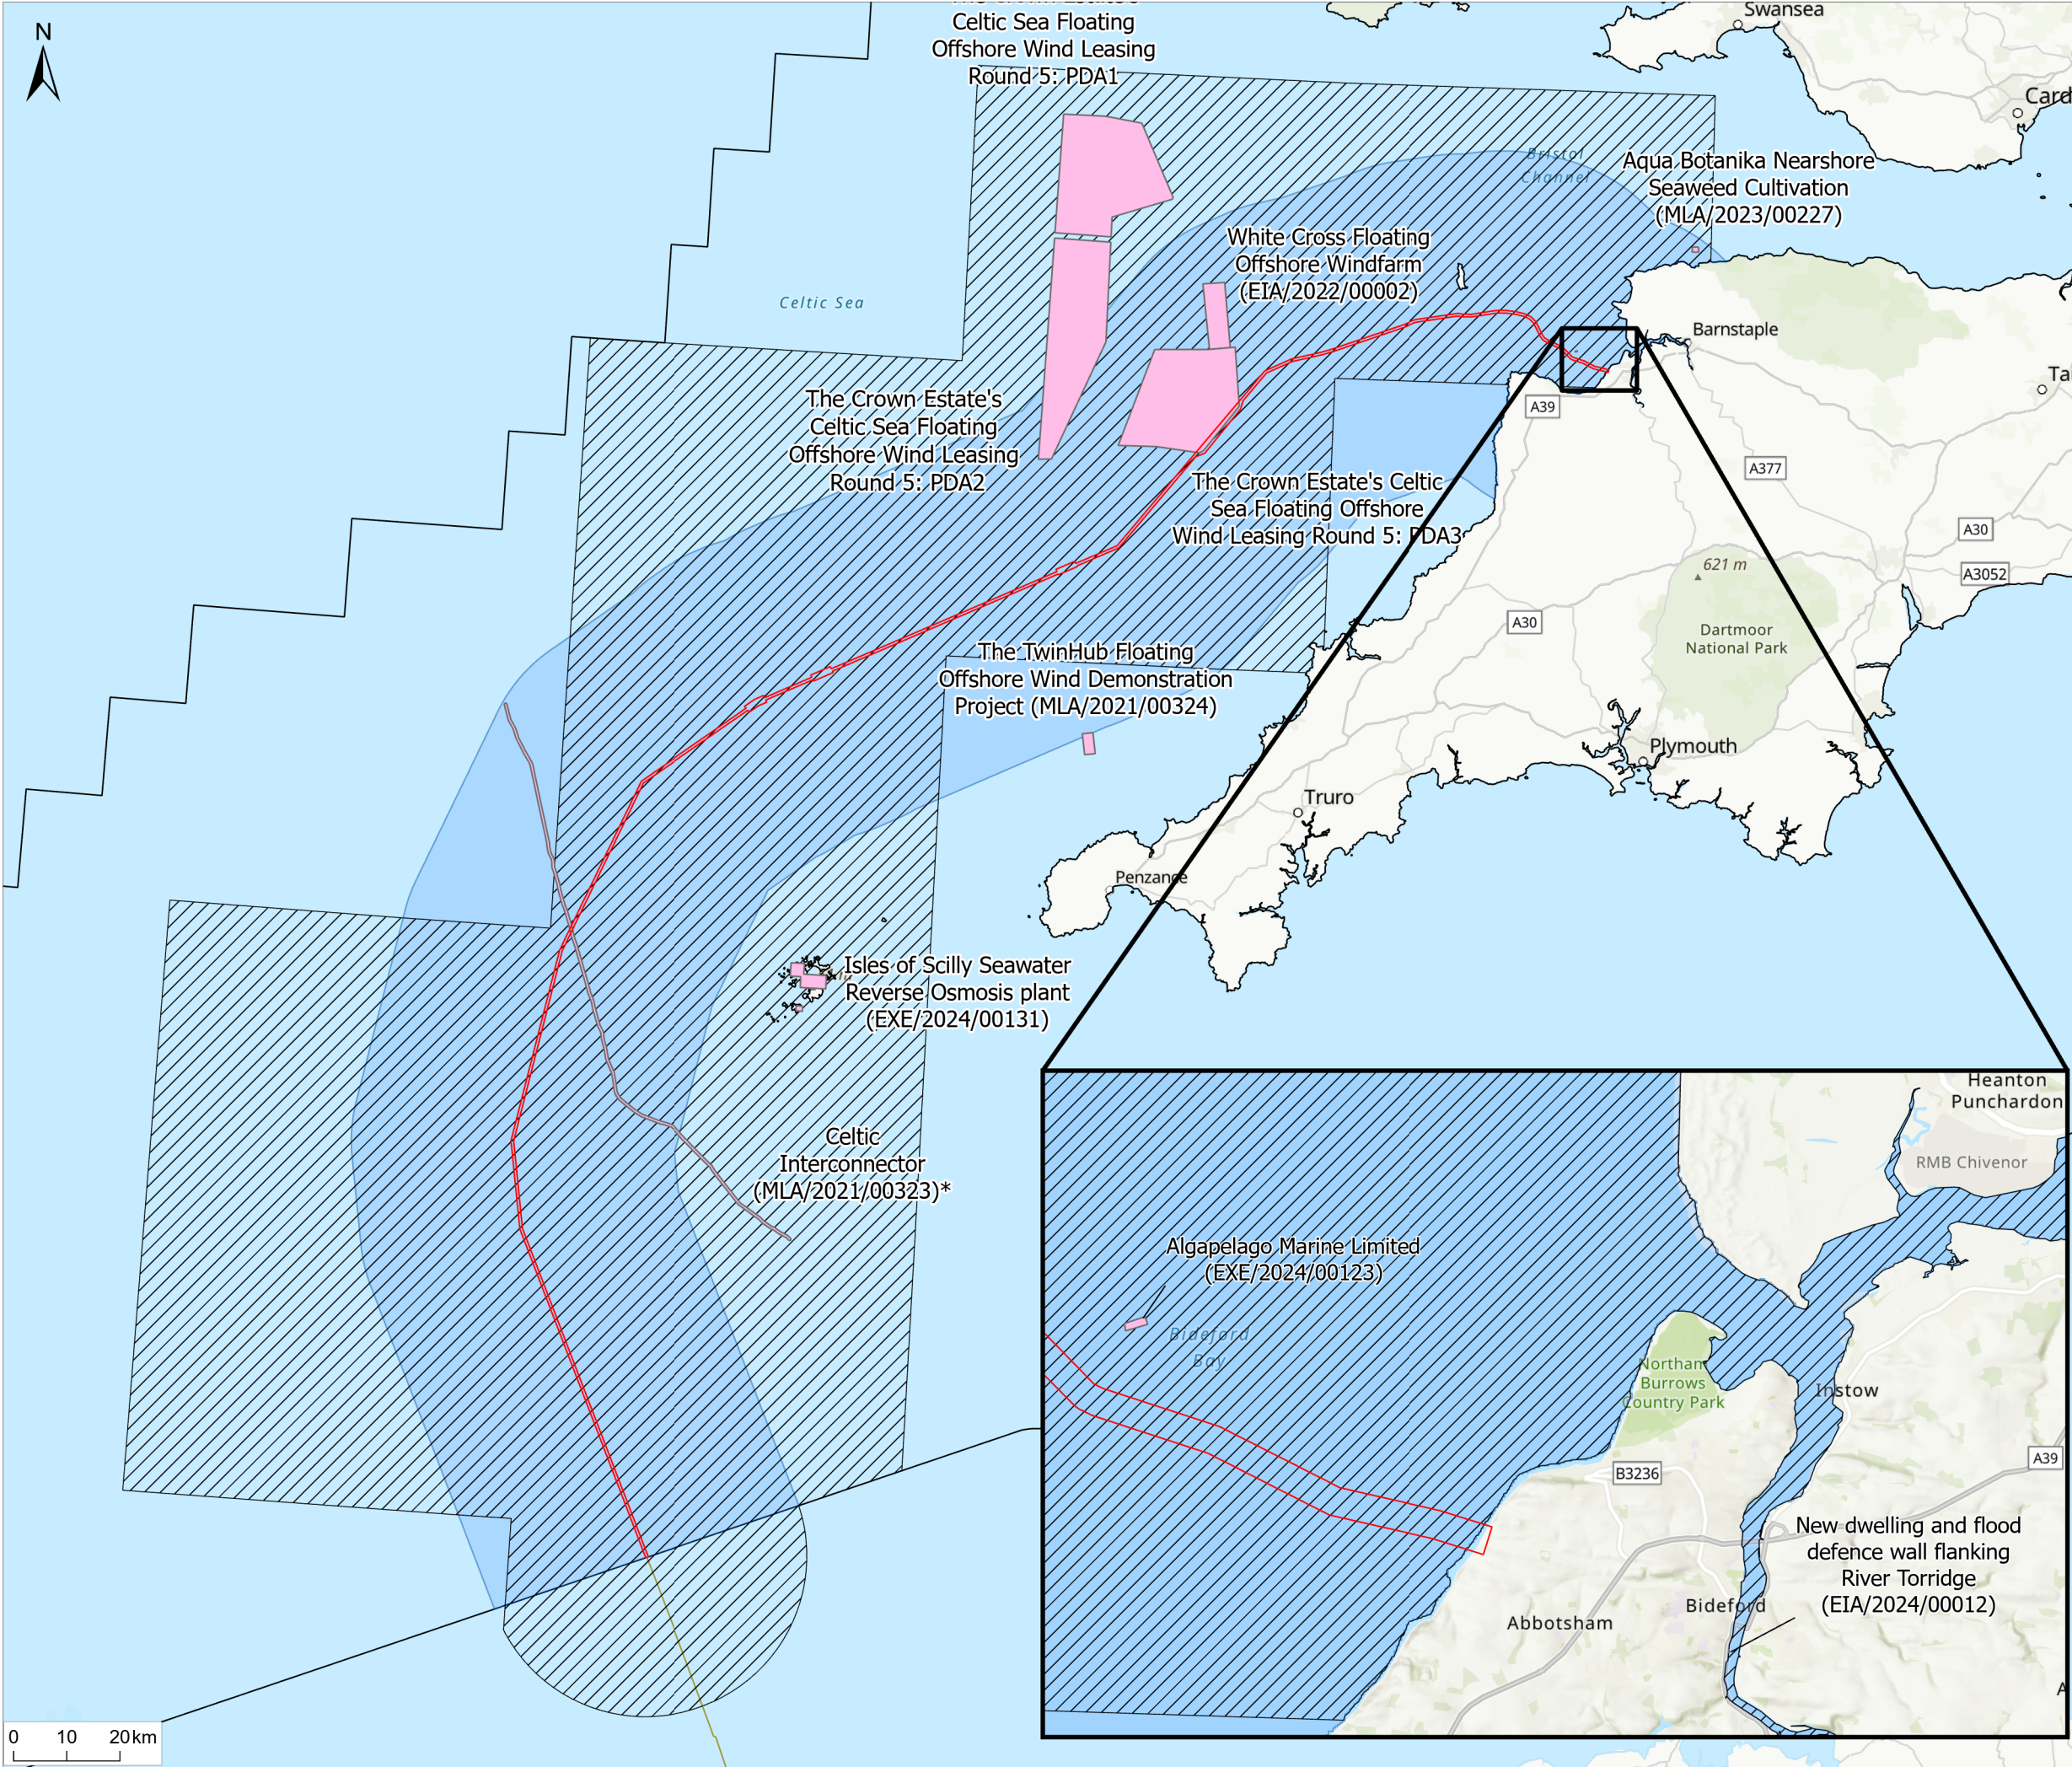 N
Celtic Sea Floating
Offshore Wind Leasing
Round 5: PDA1
Swansea
Card
Bristol
Channel
Aqua Botanika Nearshore
Seaweed Cultivation
(MLA/2023/00227)
White Cross Floating
Offshore Windfarm
(EIA/2022/00002)
Celtic Sea
Barnstaple
Ta
The Crown Estate's
Celtic Sea Floating
Offshore Wind Leasing
Round 5: PDA2
A39
A377
The Crown Estate's Celtic
Sea Floating Offshore
Wind Leasing Round 5: PDA3
A30
A3052
621 m
A30
Dartmoor
National Park
The TwinHub Floating
Offshore Wind Demonstration
Project (MLA/2021/00324)
Plymouth
Truro
Penzance
Isles of Scilly Seawater
Reverse Osmosis plant
(EXE/2024/00131)
Celtic
Interconnector
(MLA/2021/00323)*
Heanton
Punchardon
RMB Chivenor
Algapelago Marine Limited
(EXE/2024/00123)
Bideford
Bay
Northam
Burrows
Country Park
Instow
A39
B3236
New dwelling and flood
defence wall flanking
River Torridge
(EIA/2024/00012)
Bideford
Abbotsham
A
0 10 20 km